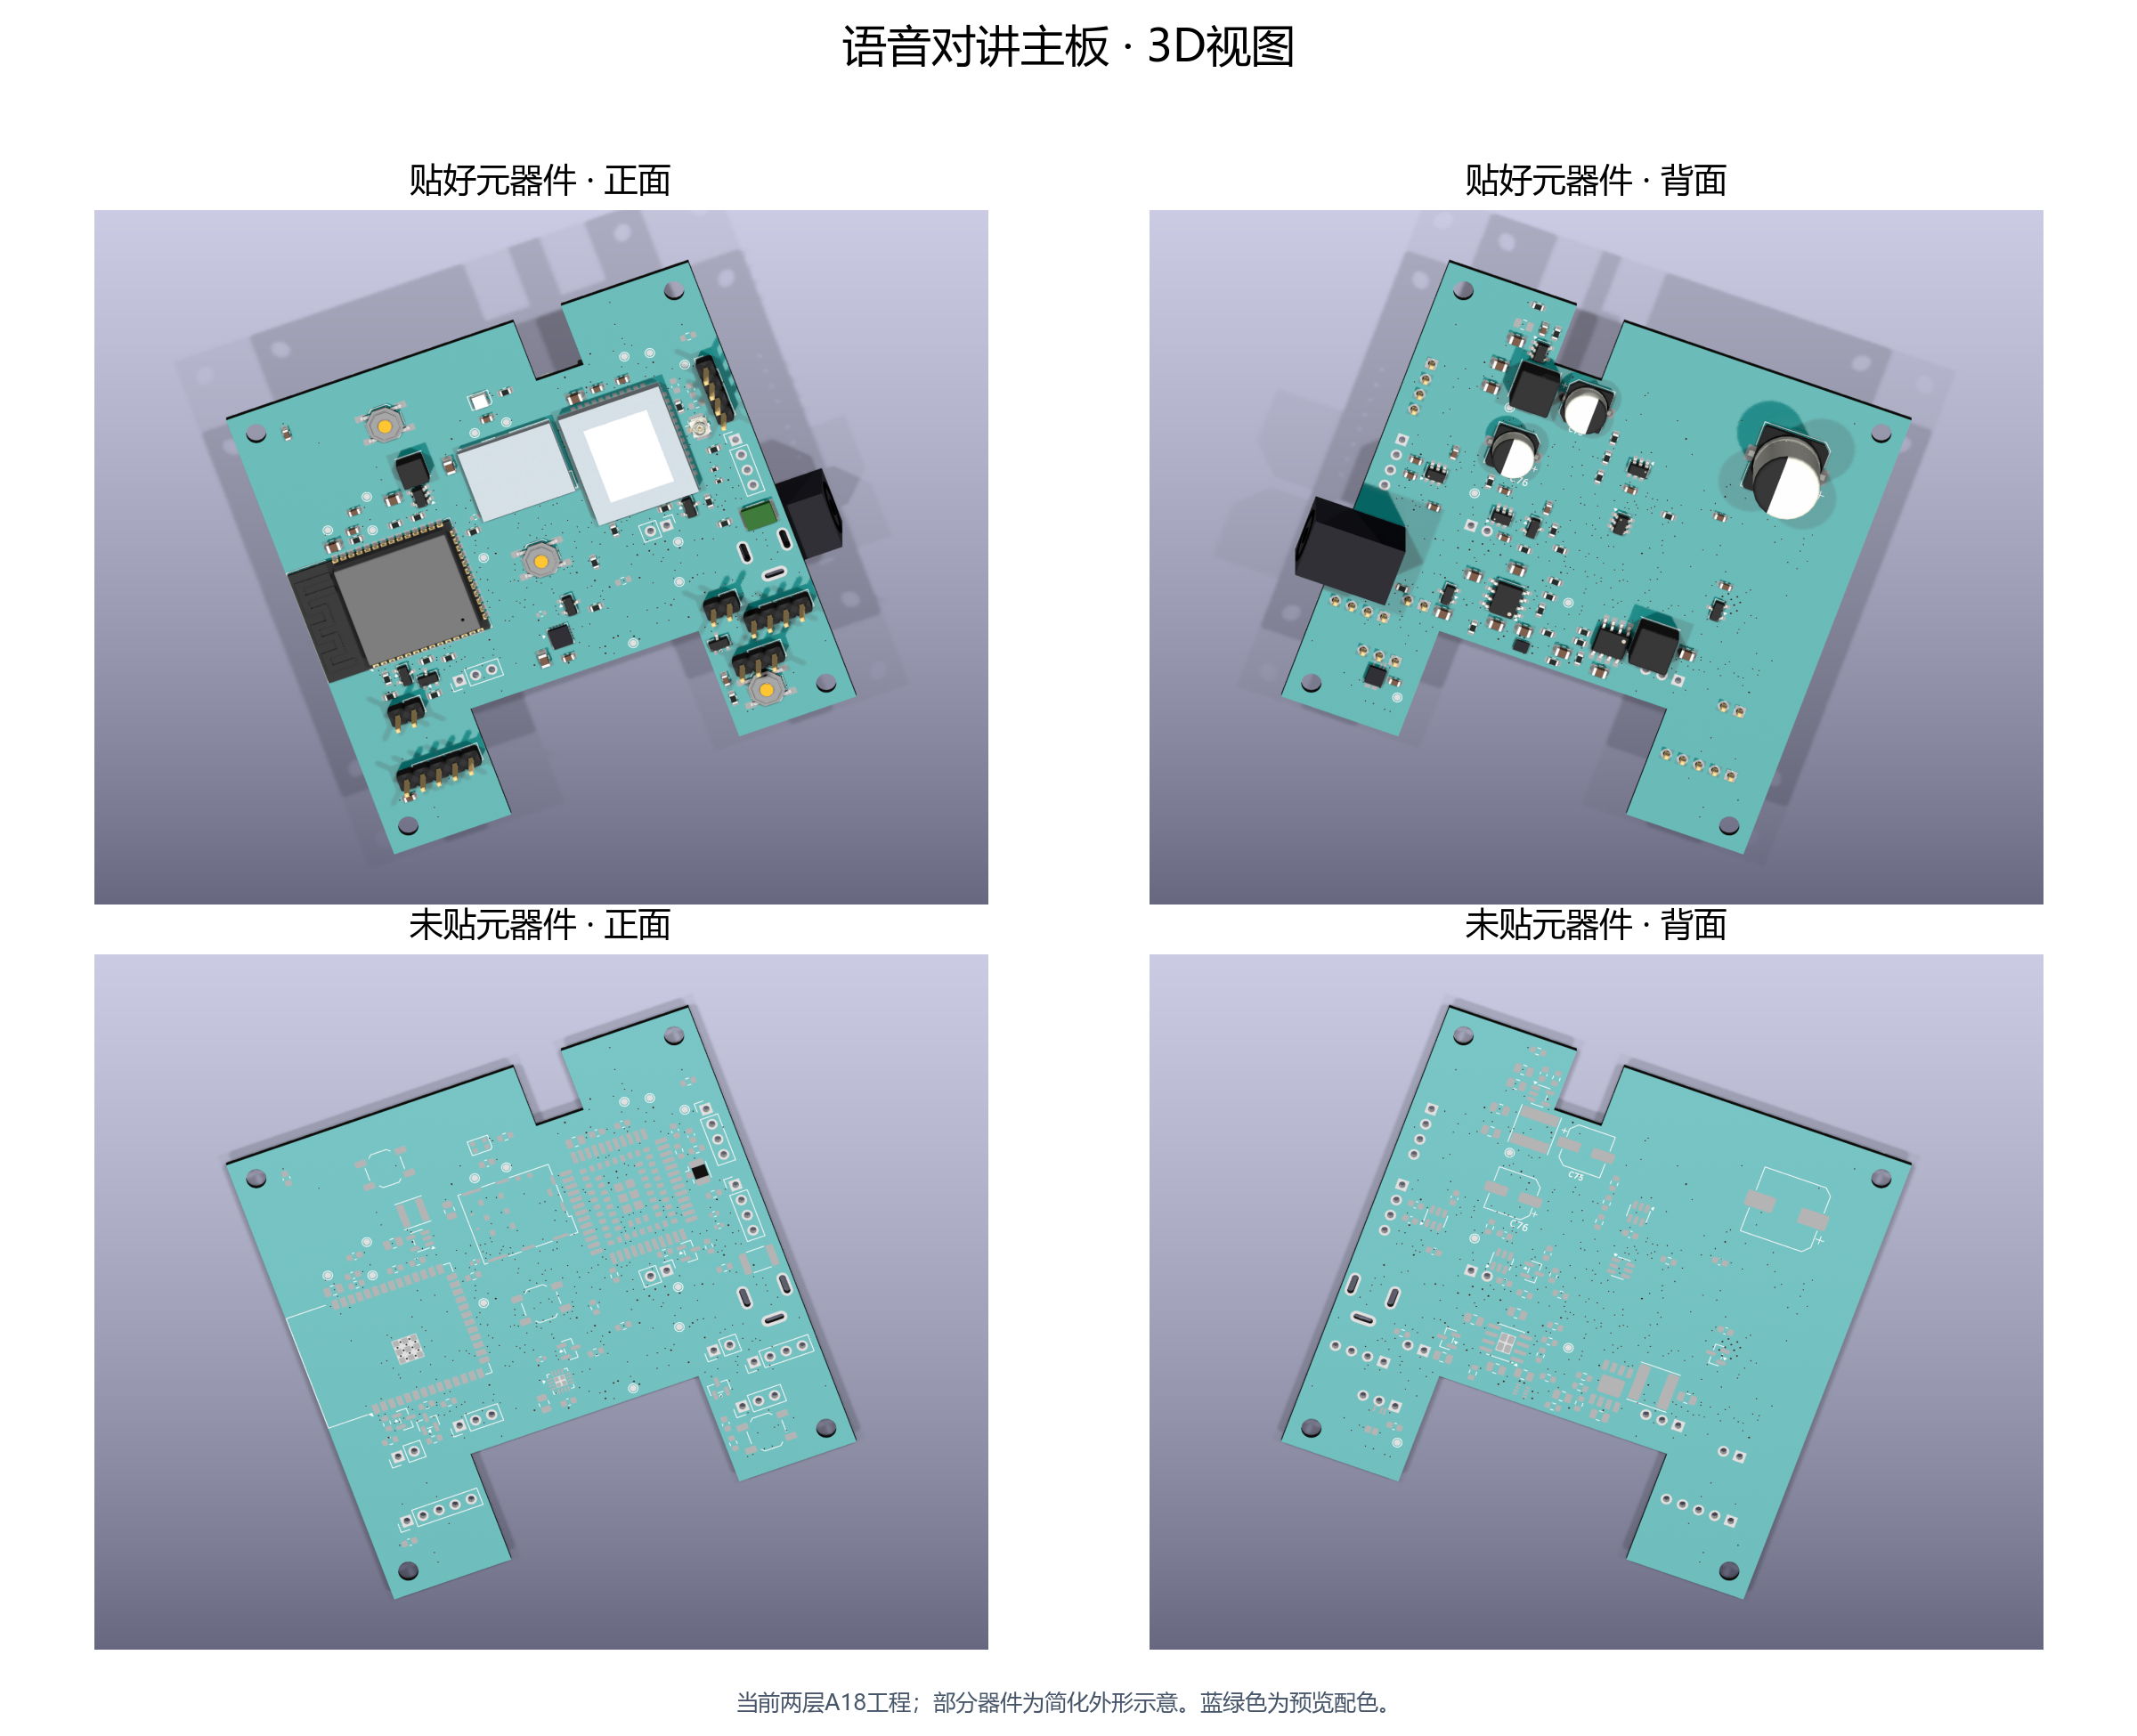 语音对讲主板 · 3D视图
贴好元器件 · 正面
贴好元器件 · 背面
未贴元器件 · 正面
未贴元器件 · 背面
C75
C76
当前两层A18工程；部分器件为简化外形示意。蓝绿色为预览配色。